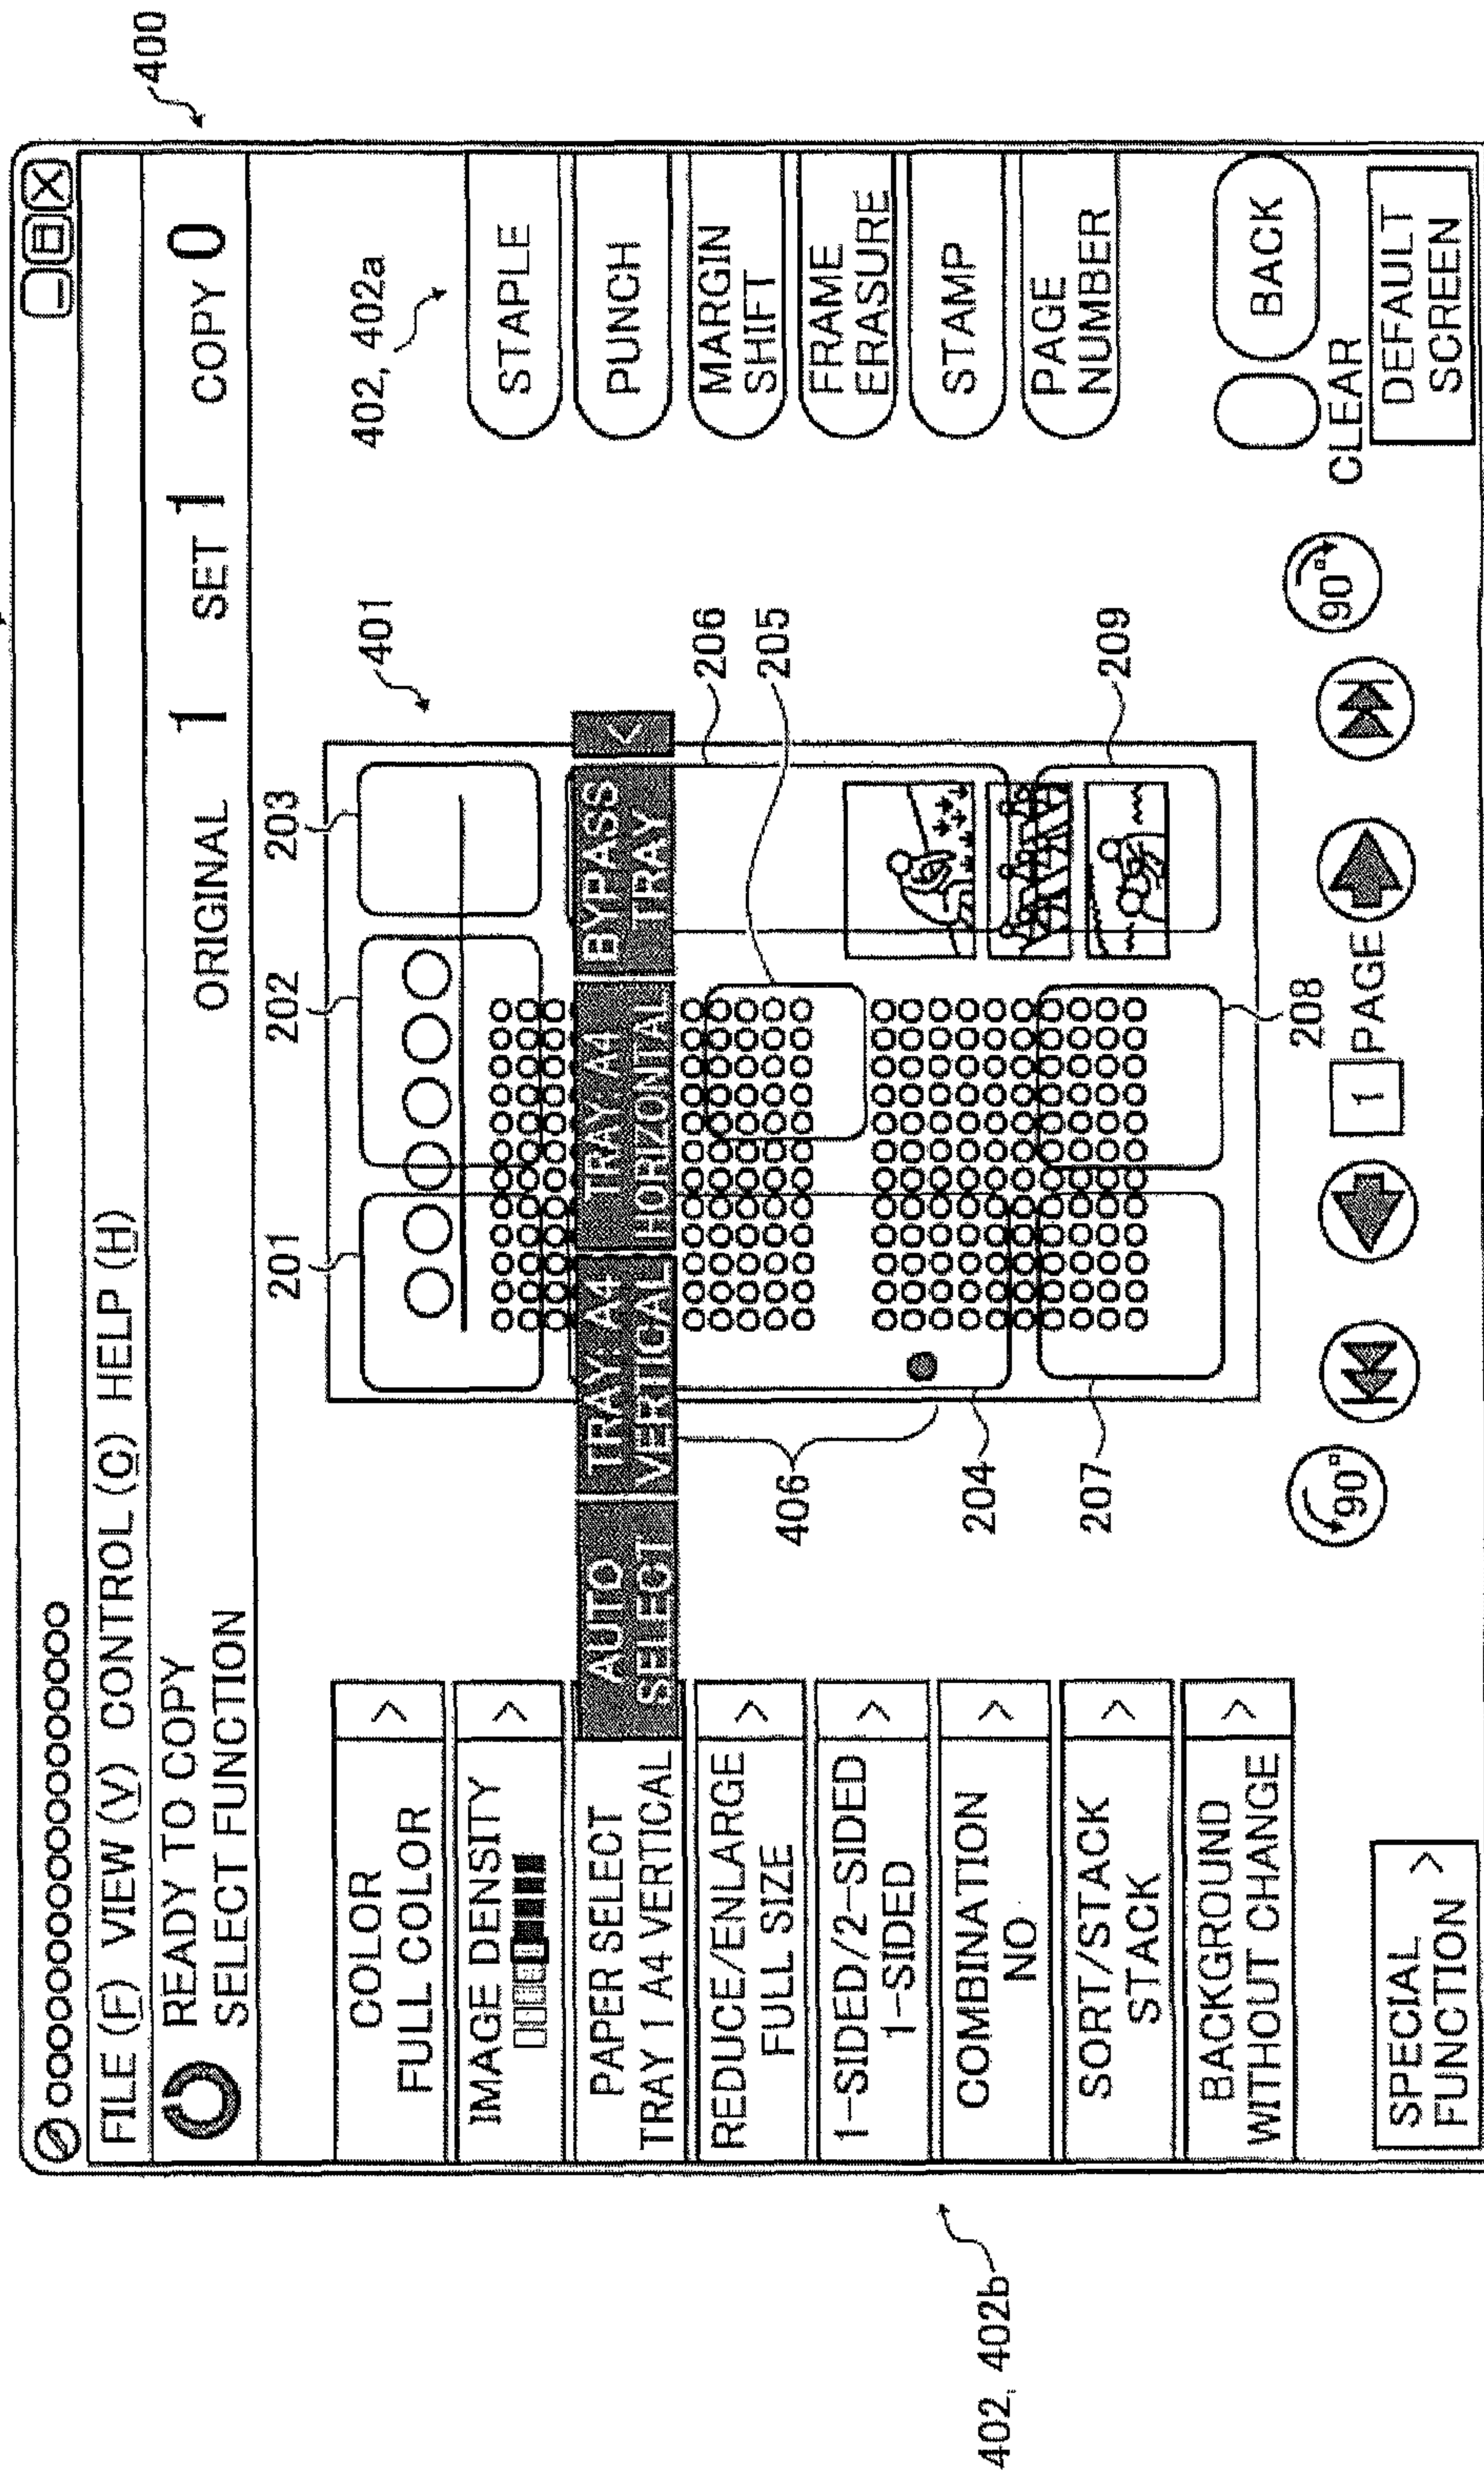 400
FILE (F) VIEW (V) CONTROL (C) HELP (H)
READY TO COPY
SELECT FUNCTION
ORIGINAL 1 SET 1 COPY 0
COLOR
FULL COLOR >
IMAGE DENSITY >
PAPER SELECT
TRAY 1 A4 VERTICAL
AUTO
SELECT
TRAY: A4
VERTICAL
TRAY: A4
HORIZONTAL
BYPASS
TRAY
<
REDUCE/ENLARGE
FULL SIZE >
1-SIDED/2-SIDED
1-SIDED >
COMBINATION
NO >
SORT/STACK
STACK >
BACKGROUND
WITHOUT CHANGE >
SPECIAL
FUNCTION >
402, 402b
201
202
203
401
206
205
209
406
204
207
208
90°
1 PAGE
90°
402, 402a
STAPLE
PUNCH
MARGIN
SHIFT
FRAME
ERASURE
STAMP
PAGE
NUMBER
BACK
CLEAR
DEFAULT
SCREEN